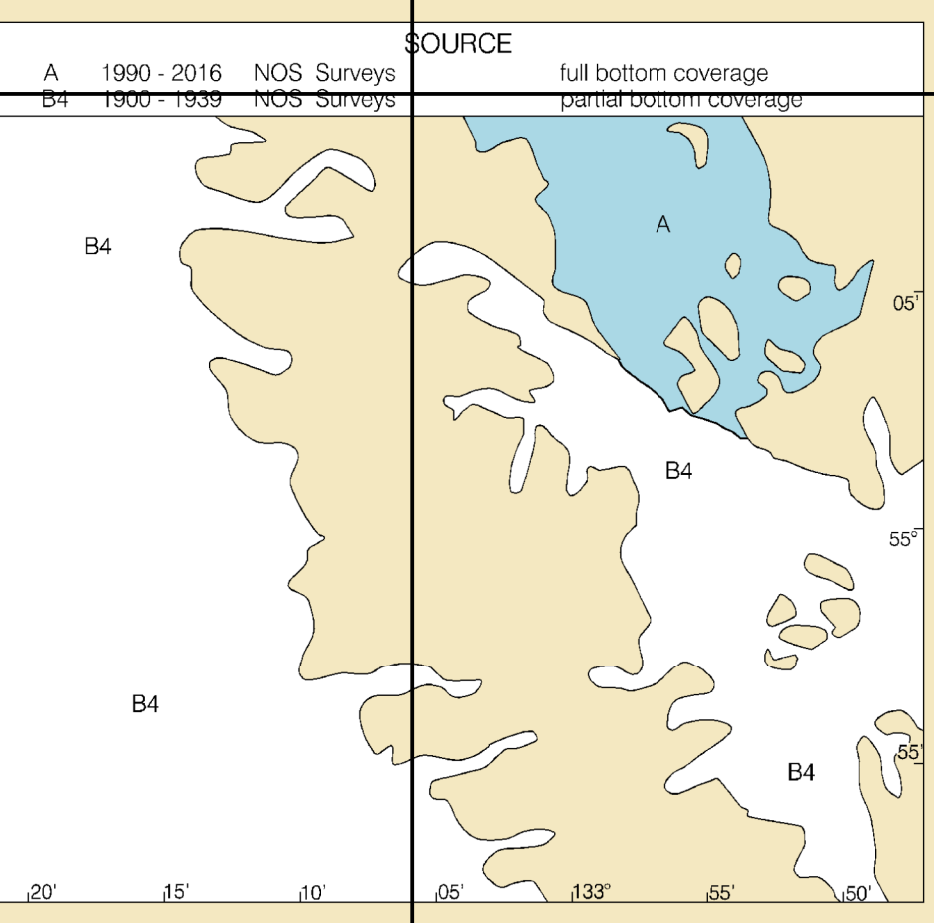 SOURCE
A 1990 - 2016 NOS Surveys full bottom coverage
B4 1900 - 1939 NOS Surveys partial bottom coverage
A
B4
05'
B4
55°
B4
55'
B4
20' 15' 10' 05' 133° 55' 50'